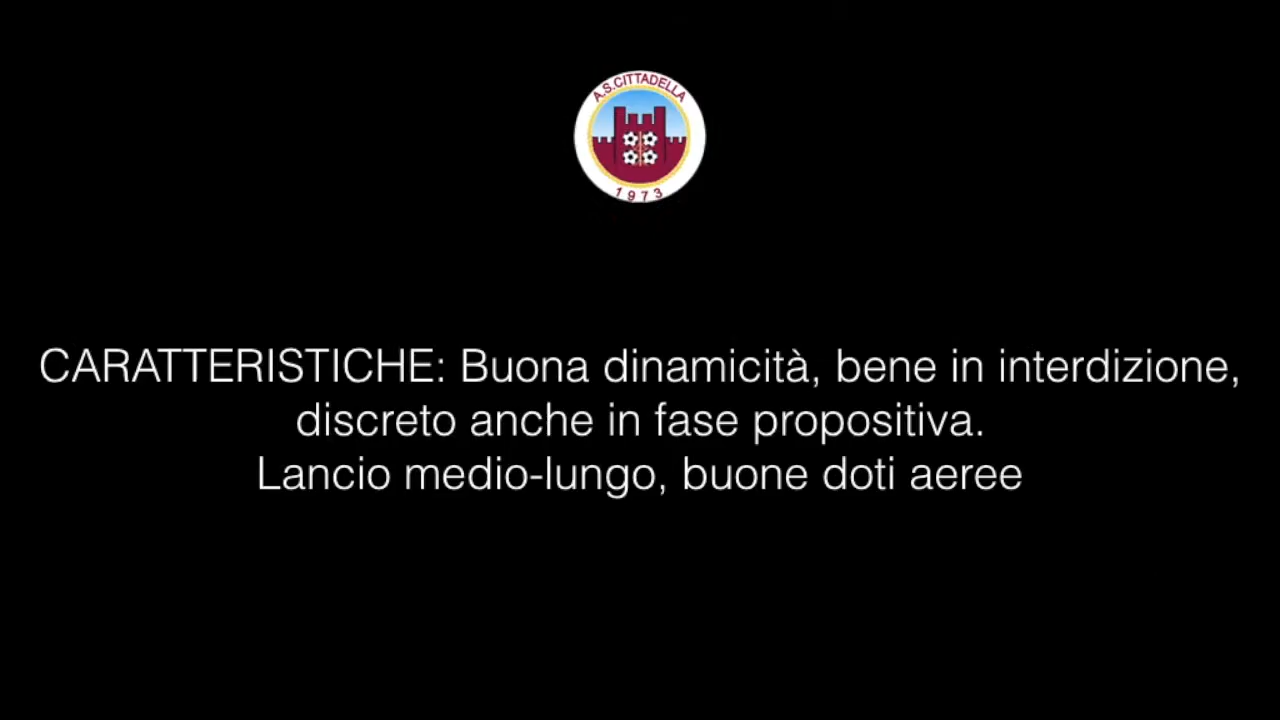 A.S.CITTADELLA
1973
CARATTERISTICHE: Buona dinamicità, bene in interdizione,
discreto anche in fase propositiva.
Lancio medio-lungo, buone doti aeree